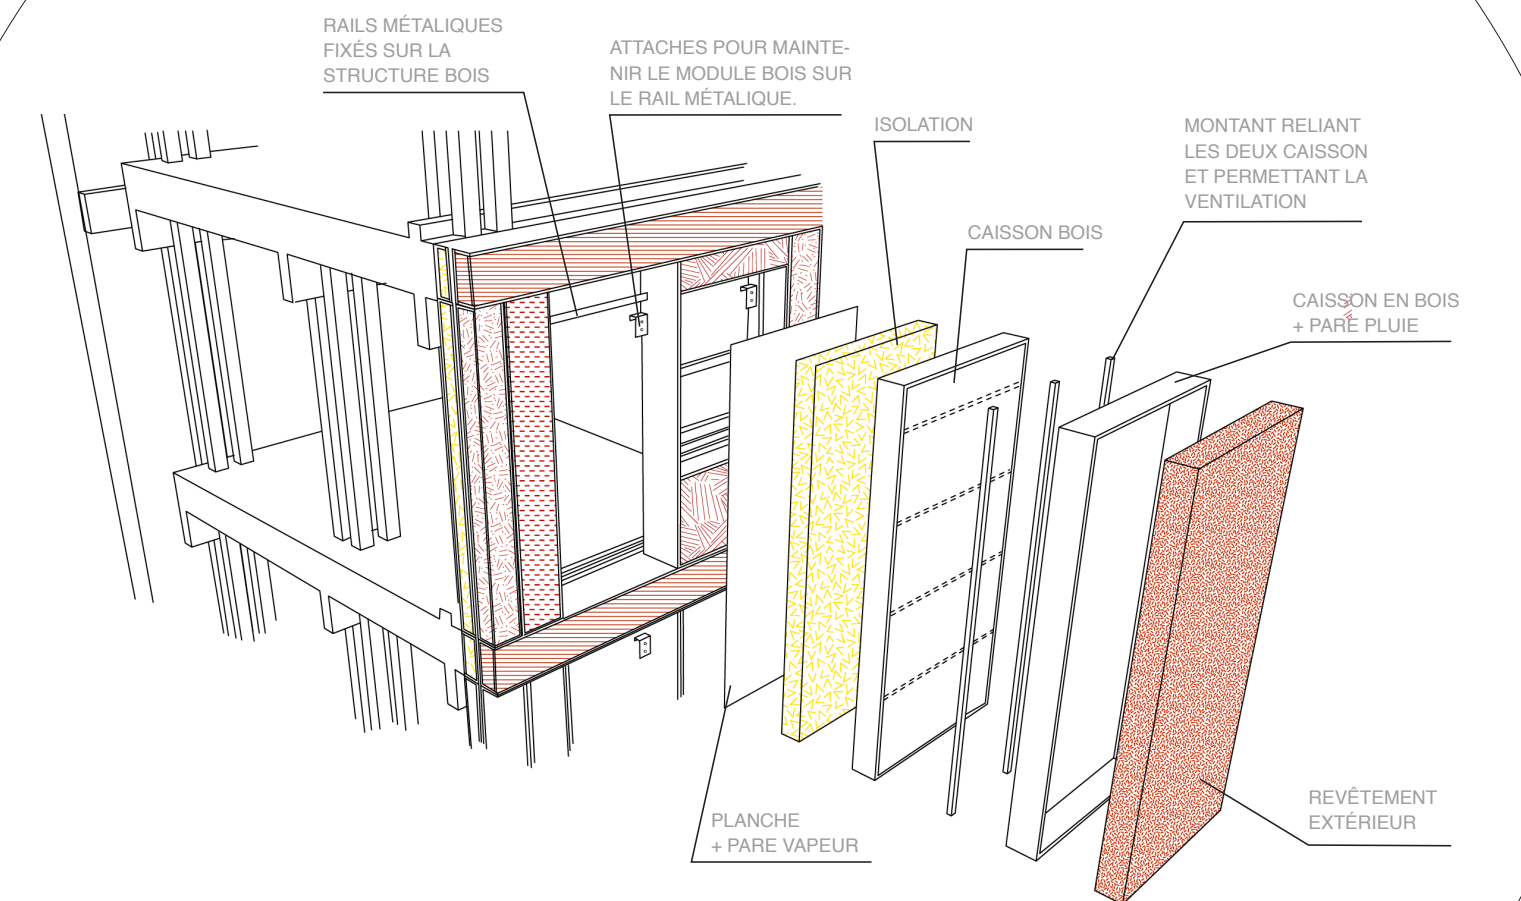 RAILS MÉTALIQUES
FIXÉS SUR LA
STRUCTURE BOIS
ATTACHES POUR MAINTE-
NIR LE MODULE BOIS SUR
LE RAIL MÉTALIQUE.
ISOLATION
MONTANT RELIANT
LES DEUX CAISSON
ET PERMETTANT LA
VENTILATION
CAISSON BOIS
CAISSON EN BOIS
+ PARE PLUIE
REVÊTEMENT
EXTÉRIEUR
PLANCHE
+ PARE VAPEUR